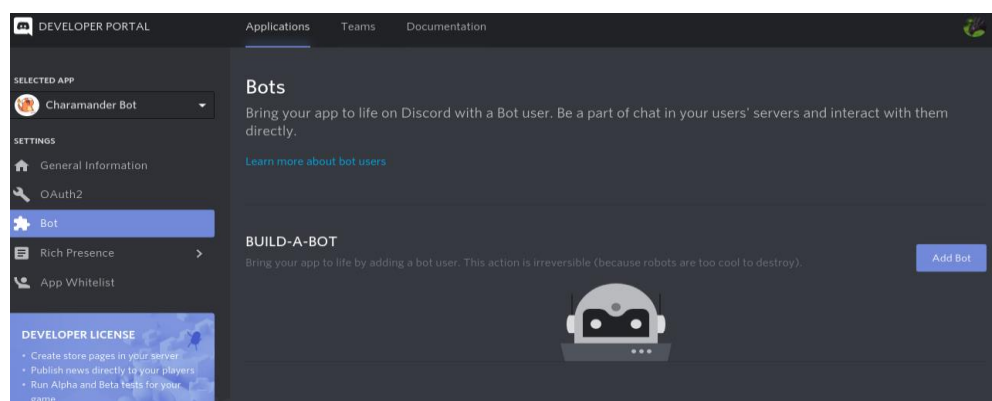 DEVELOPER PORTAL
Applications
Teams
Documentation
SELECTED APP
Charamander Bot
SETTINGS
General Information
OAuth2
Bot
Rich Presence
App Whitelist
DEVELOPER LICENSE
• Create store pages in your server
• Publish news directly to your players
• Run Alpha and Beta tests for your
game
Bots
Bring your app to life on Discord with a Bot user. Be a part of chat in your users' servers and interact with them
directly.
Learn more about bot users
BUILD-A-BOT
Bring your app to life by adding a bot user. This action is irreversible (because robots are too cool to destroy).
Add Bot